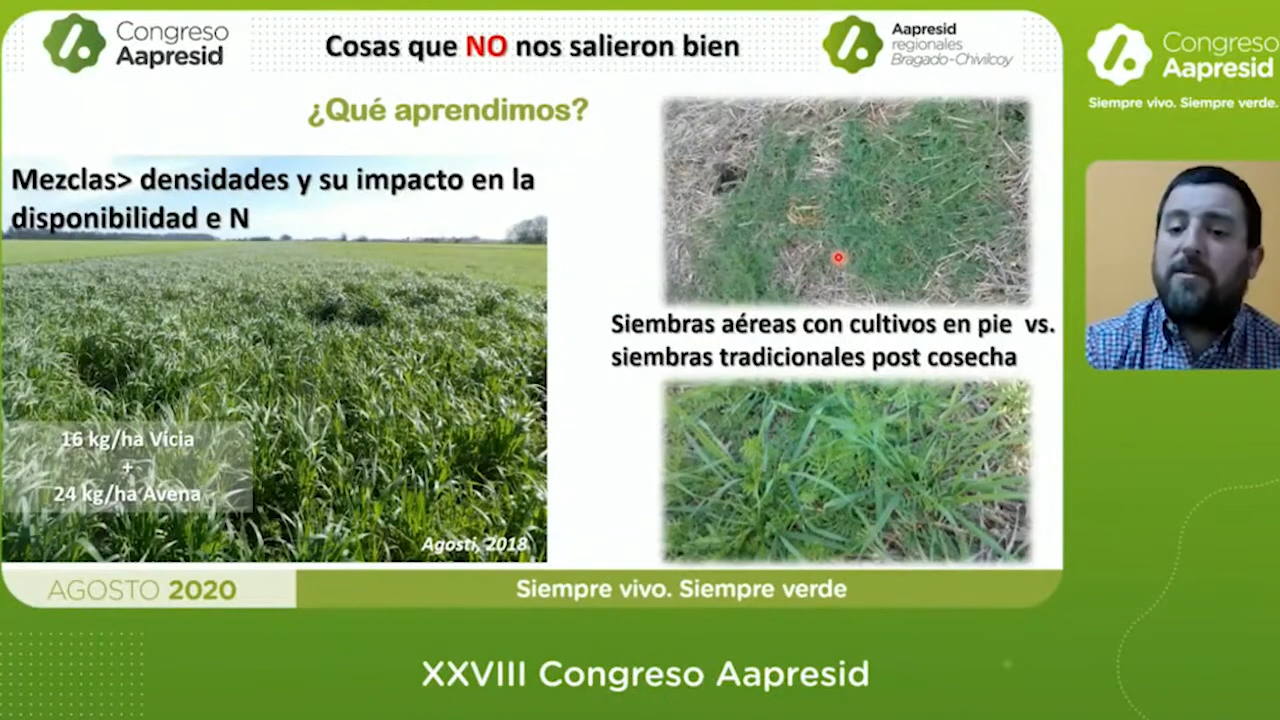 Congreso
Aapresid
Cosas que NO nos salieron bien
Aapresid
regionales
Bragado-Chivilcoy
Congreso
Aapresid
Siempre vivo. Siempre verde.
¿Qué aprendimos?
Mezclas> densidades y su impacto en la
disponibilidad e N
16 kg/ha Vicia
+
24 kg/ha Avena
Agosti, 2018
Siembras aéreas con cultivos en pie vs.
siembras tradicionales post cosecha
AGOSTO 2020
Siempre vivo. Siempre verde
XXVIII Congreso Aapresid